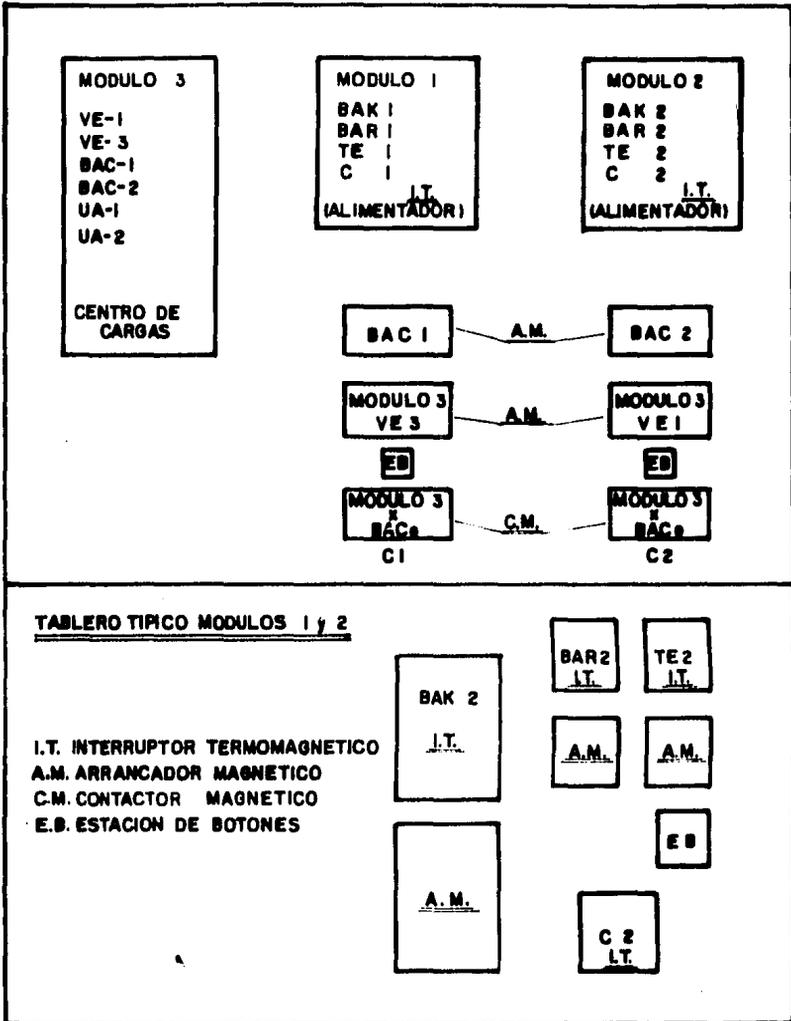 MODULO 3
VE-1
VE-3
BAC-1
BAC-2
UA-1
UA-2
CENTRO DE
CARGAS
MODULO 1
BAK 1
BAR 1
TE 1
C 1
I.T.
(ALIMENTADOR)
MODULO 2
BAK 2
BAR 2
TE 2
C 2
I.T.
(ALIMENTADOR)
BAC 1
A.M.
BAC 2
MODULO 3
VE 3
A.M.
MODULO 3
VE 1
EB
EB
MODULO 3
x
BACs
C1
C.M.
MODULO 3
x
BACs
C2
TABLERO TIPICO MODULOS 1 y 2
I.T. INTERRUPTOR TERMOMAGNETICO
A.M. ARRANCADOR MAGNETICO
C.M. CONTACTOR MAGNETICO
E.B. ESTACION DE BOTONES
BAK 2
I.T.
A.M.
BAR2
I.T.
TE2
I.T.
A.M.
A.M.
EB
C 2
I.T.